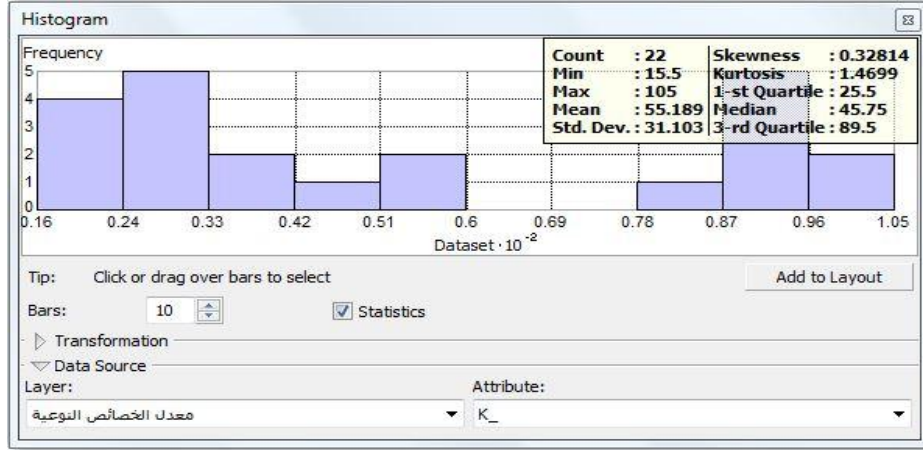 Histogram
Frequency
Count : 22 Skewness : 0.32814
Min : 15.5 Kurtosis : 1.4699
Max : 105 1-st Quartile : 25.5
Mean : 55.189 Median : 45.75
Std. Dev. : 31.103 3-rd Quartile : 89.5
5
4
3
2
1
0
0.16 0.24 0.33 0.42 0.51 0.6 0.69 0.78 0.87 0.96 1.05
Dataset · 10⁻²
Tip: Click or drag over bars to select Add to Layout
Bars: 10 Statistics
Transformation
Data Source
Layer: Attribute:
معدل الخصائص النوعية K_